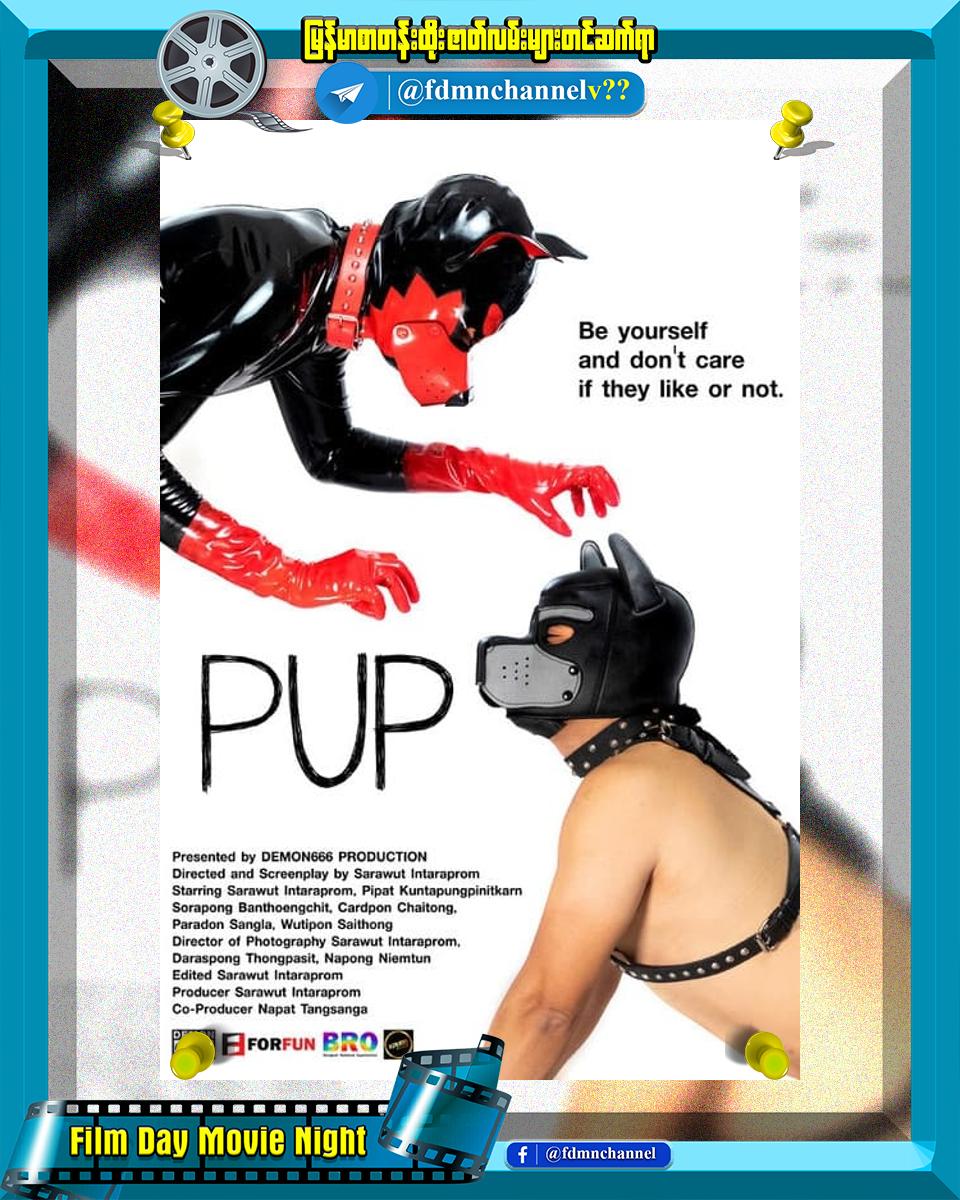 မြန်မာစာတန်းထိုးဇာတ်လမ်းများတင်ဆက်ရာ
@fdmnchannelv??
Be yourself
and don't care
if they like or not.
PUP
Presented by DEMON666 PRODUCTION
Directed and Screenplay by Sarawut Intaraprom
Starring Sarawut Intaraprom, Pipat Kuntapungpinitkarn
Sorapong Banthoengchit, Cardpon Chaitong,
Paradon Sangla, Wutipon Saithong
Director of Photography Sarawut Intaraprom,
Daraspong Thongpasit, Napong Niemtun
Edited Sarawut Intaraprom
Producer Sarawut Intaraprom
Co-Producer Napat Tangsanga
FORFUN BRO
Film Day Movie Night
@fdmnchannel